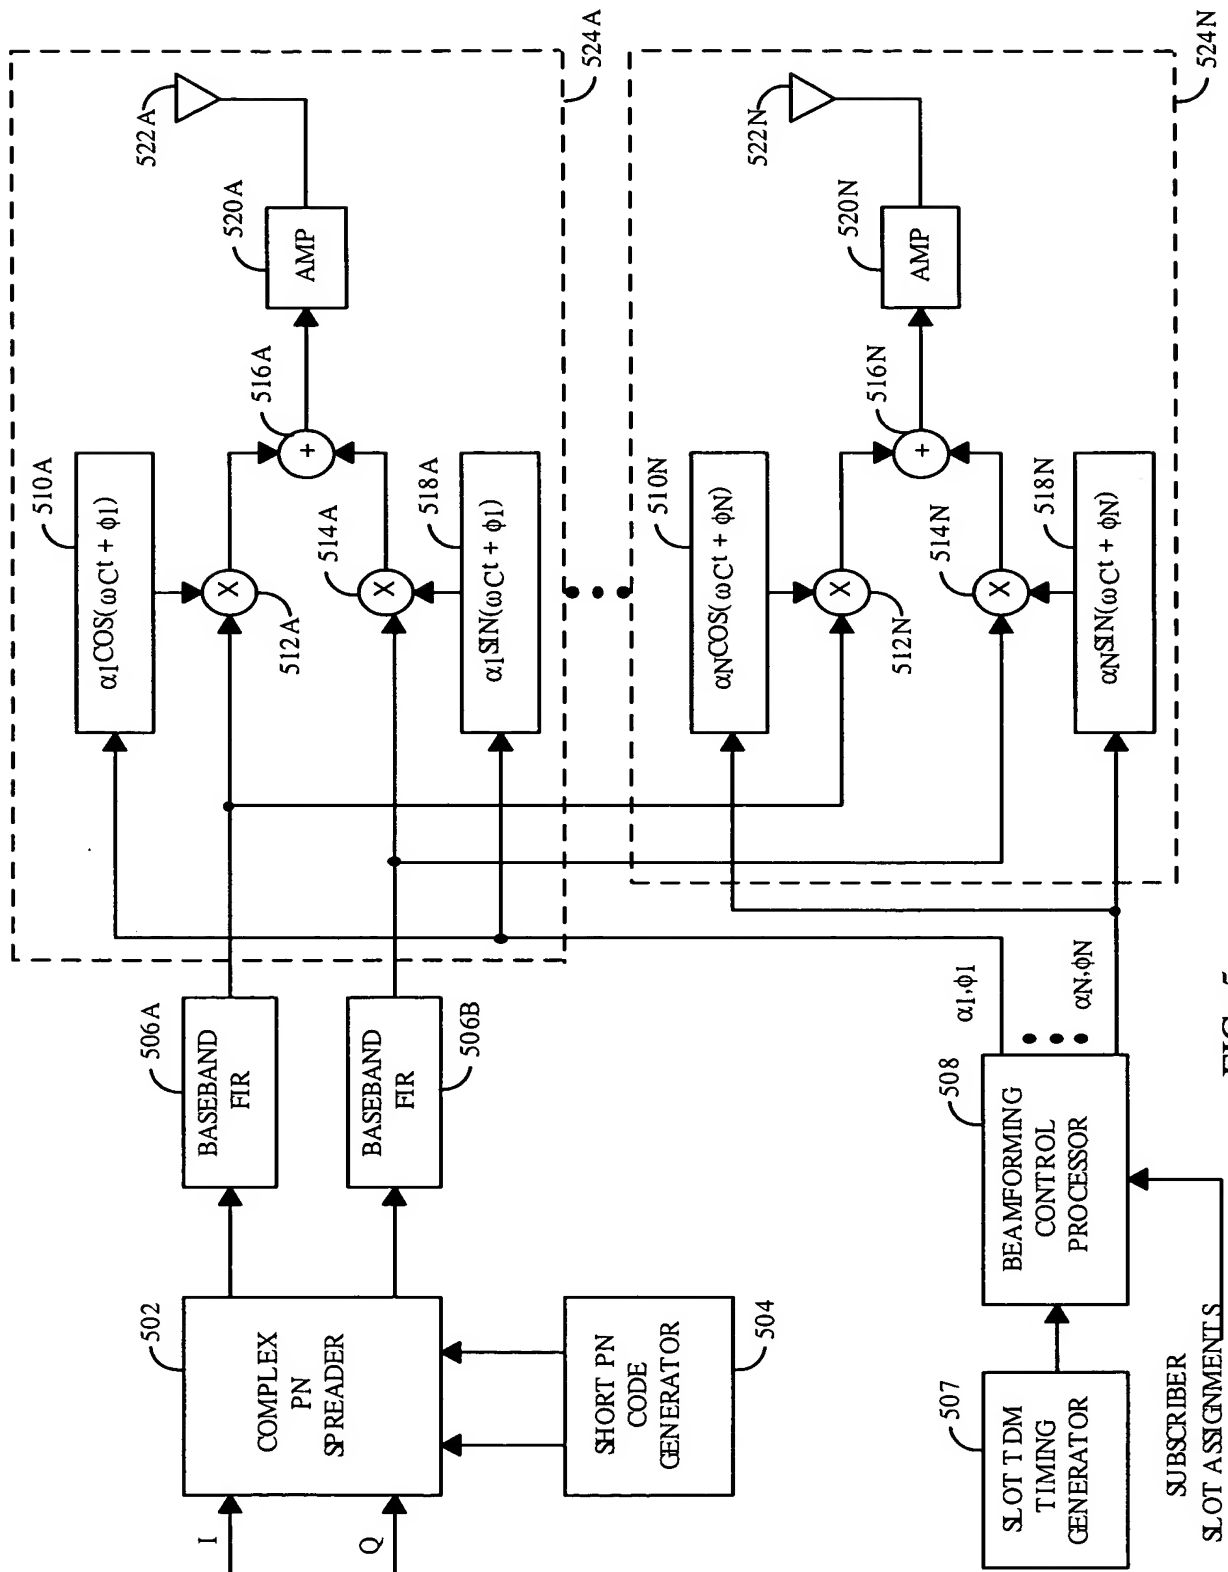 I
Q
502
COMPLEX
PN
SPREADER
SHORT PN
CODE
GENERATOR
504
506A
BASEBAND
FIR
BASEBAND
FIR
506B
510A
α1COS(ωCt + ϕ1)
512A
514A
516A
518A
α1SIN(ωCt + ϕ1)
520A
AMP
522A
524A
507
SLOT TDM
TIMING
GENERATOR
508
BEAMFORMING
CONTROL
PROCESSOR
SUBSCRIBER
SLOT ASSIGNMENTS
α1,ϕ1
αN,ϕN
510N
αNCOS(ωCt + ϕN)
512N
514N
516N
518N
αNSIN(ωCt + ϕN)
520N
AMP
522N
524N